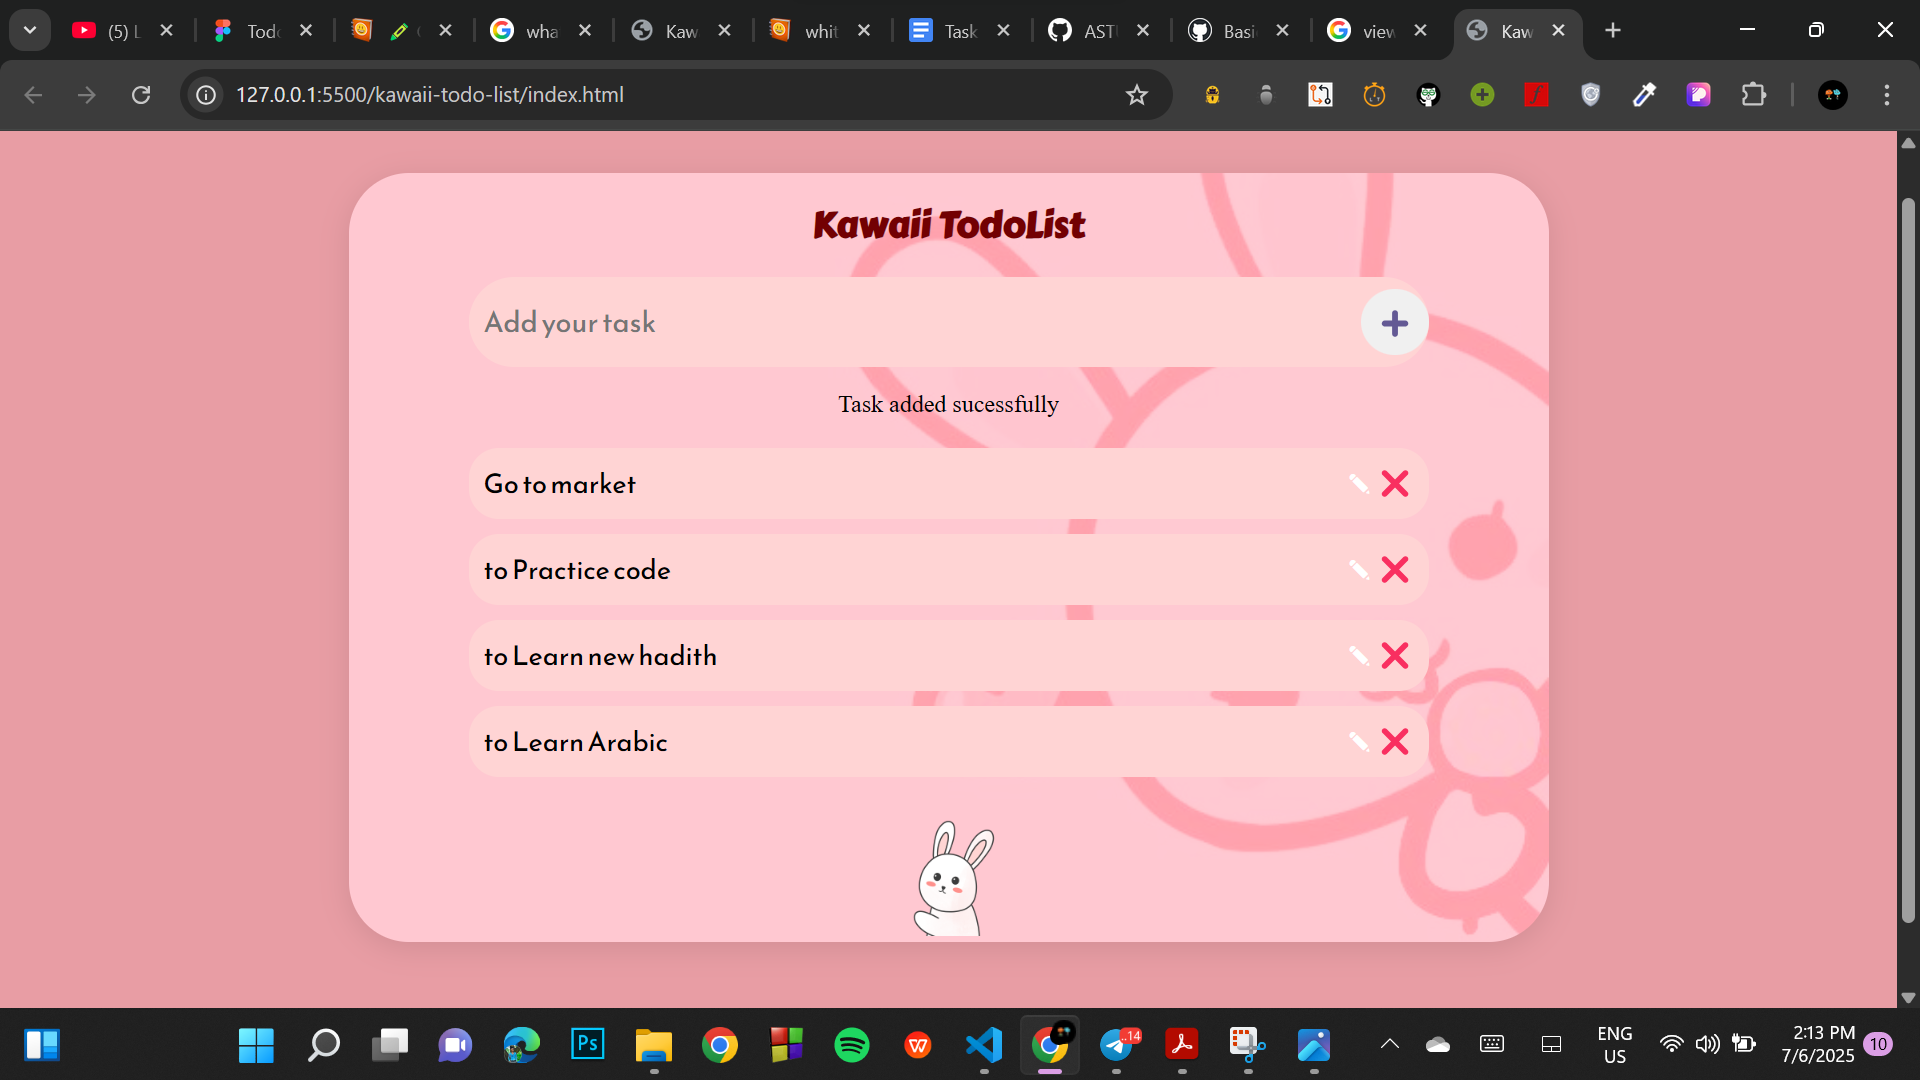 (5) L
Todo
wha
Kaw
whit
Task
AST
Basi
view
Kaw
127.0.0.1:5500/kawaii-todo-list/index.html
Kawaii TodoList
Add your task
Task added sucessfully
Go to market
to Practice code
to Learn new hadith
to Learn Arabic
Ps
W
..14
ENG
US
2:13 PM
7/6/2025
10